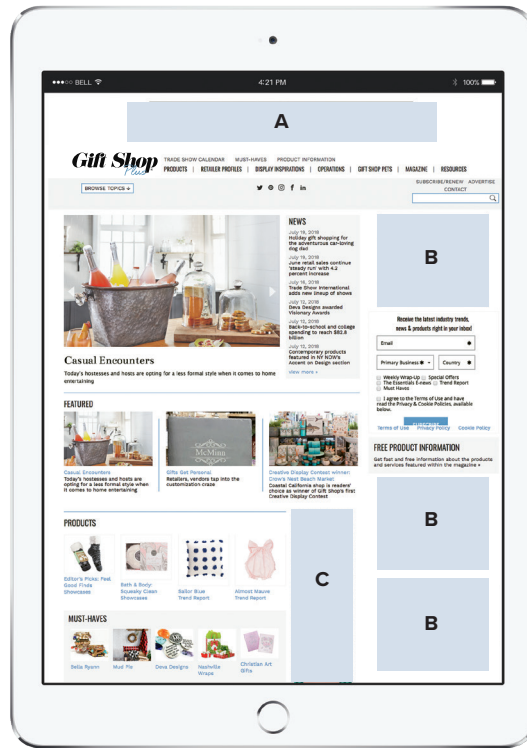 BELL
4:21 PM
100%
A
Gift Shop
Plus
TRADE SHOW CALENDAR MUST-HAVES PRODUCT INFORMATION
PRODUCTS | RETAILER PROFILES | DISPLAY INSPIRATIONS | OPERATIONS | GIFT SHOP PETS | MAGAZINE | RESOURCES
BROWSE TOPICS
SUBSCRIBE/RENEW ADVERTISE
CONTACT
Casual Encounters
Today's hostesses and hosts are opting for a less formal style when it comes to home
entertaining
NEWS
July 19, 2018
Holiday gift shopping for
the adventurous car-loving
dog dad
July 19, 2018
June retail sales continue
'steady run' with 4.2
percent increase
July 16, 2018
Trade Show International
adds new lineup of shows
July 12, 2018
Deva Designs awarded
Visionary Awards
July 12, 2018
Back-to-school and college
spending to reach $82.8
billion
July 12, 2018
Contemporary products
featured in NY NOW's
Accent on Design section
view more »
B
Receive the latest industry trends,
news & products right in your inbox!
Email
Primary Business Country
Weekly Wrap-Up Special Offers
The Essentials E-news Trend Report
Must Haves
I agree to the Terms of Use and have
read the Privacy & Cookie Policies, available
below.
SUBSCRIBE
Terms of Use Privacy Policy Cookie Policy
FREE PRODUCT INFORMATION
Get fast and free information about the products
and services featured within the magazine »
B
B
FEATURED
McMinn
Casual Encounters
Today's hostesses and hosts are
opting for a less formal style when
it comes to home entertaining
Gifts Get Personal
Retailers, vendors tap into the
customization craze
Creative Display Contest winner:
Crow's Nest Beach Market
Coastal California shop is readers'
choice as winner of Gift Shop's first
Creative Display Contest
PRODUCTS
Editor's Picks: Feel
Good Finds
Showcases
Bath & Body:
Squeaky Clean
Showcases
Sailor Blue
Trend Report
Almost Mauve
Trend Report
C
MUST-HAVES
Bella Ryann
Mud Pie
Deva Designs
Nashville
Wraps
Christian Art
Gifts